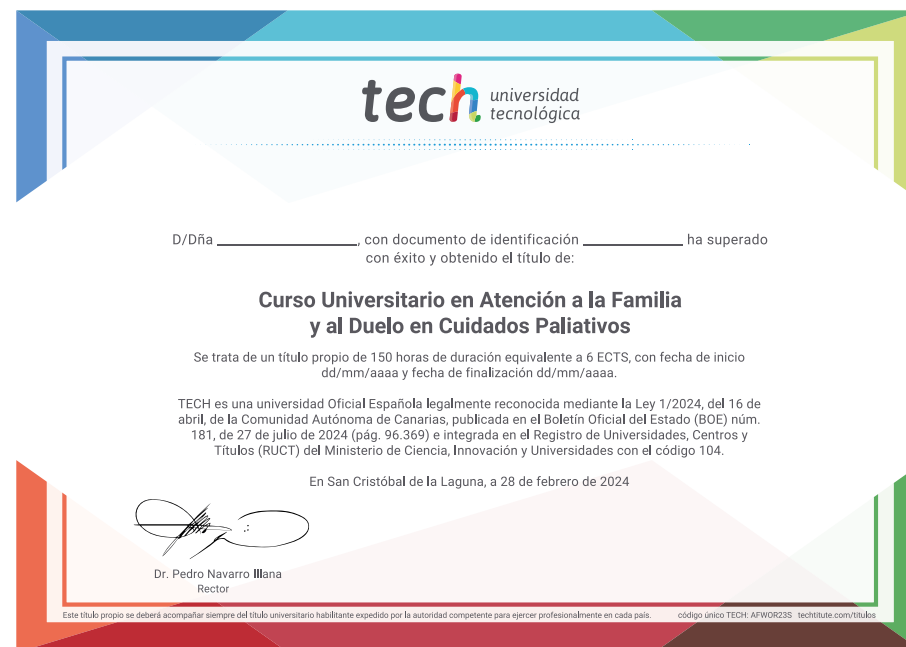 tech universidad
tecnológica
D/Dña ____________________, con documento de identificación ______________ ha superado
con éxito y obtenido el título de:
Curso Universitario en Atención a la Familia
y al Duelo en Cuidados Paliativos
Se trata de un título propio de 150 horas de duración equivalente a 6 ECTS, con fecha de inicio
dd/mm/aaaa y fecha de finalización dd/mm/aaaa.
TECH es una universidad Oficial Española legalmente reconocida mediante la Ley 1/2024, del 16 de
abril, de la Comunidad Autónoma de Canarias, publicada en el Boletín Oficial del Estado (BOE) núm.
181, de 27 de julio de 2024 (pág. 96.369) e integrada en el Registro de Universidades, Centros y
Títulos (RUCT) del Ministerio de Ciencia, Innovación y Universidades con el código 104.
En San Cristóbal de la Laguna, a 28 de febrero de 2024
Dr. Pedro Navarro Illana
Rector
Este título propio se deberá acompañar siempre del título universitario habilitante expedido por la autoridad competente para ejercer profesionalmente en cada país. código único TECH: AFWOR23S techtitute.com/títulos